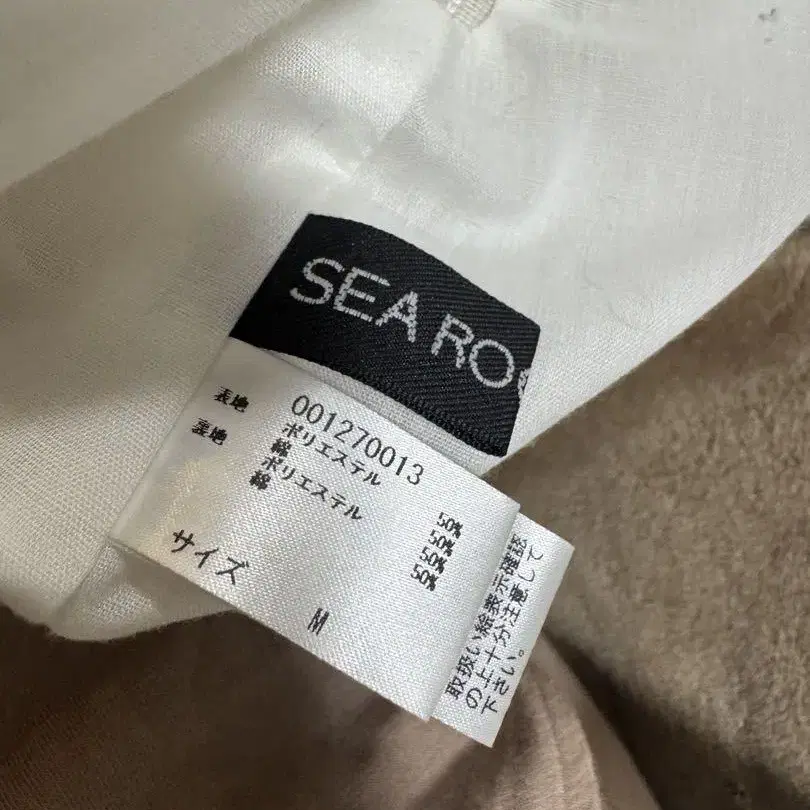 SEA RO
001270013
表地
ポリエステル 50%
綿 50%
裏地
ポリエステル 50%
綿 50%
サイズ M
取扱い絵表示確認
の上十分注意して
下さい。